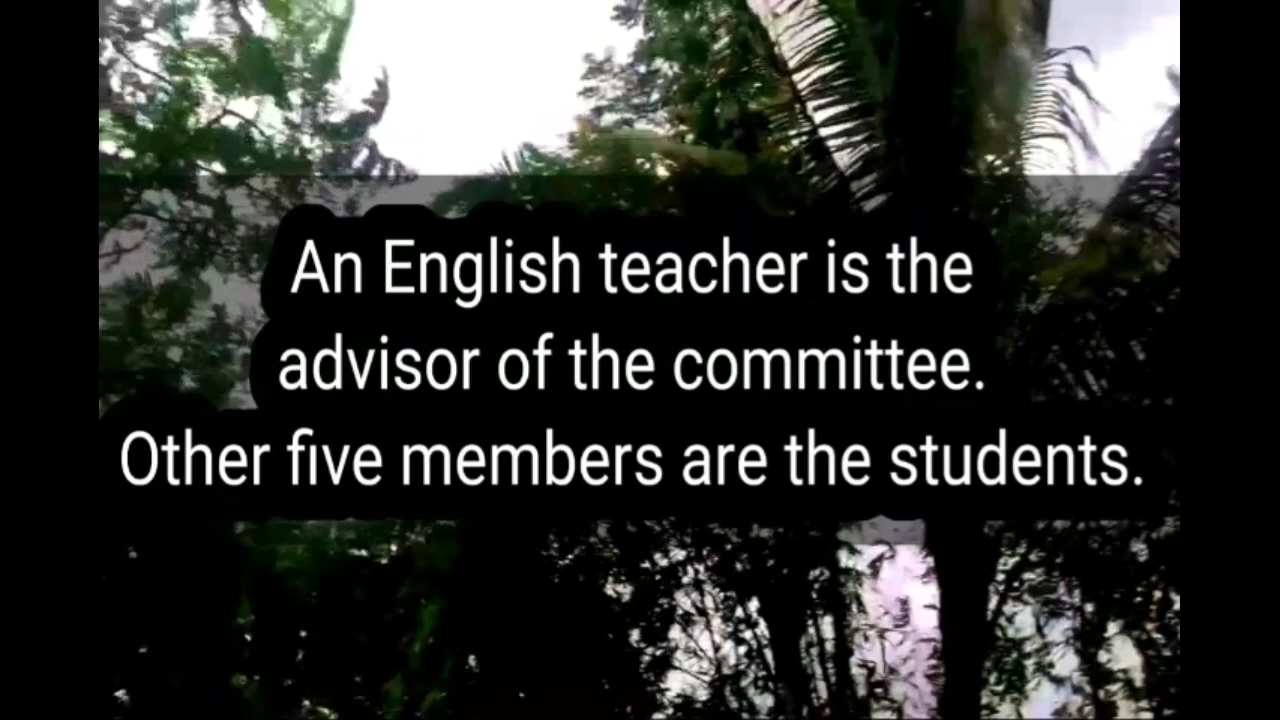 An English teacher is the
advisor of the committee.
Other five members are the students.